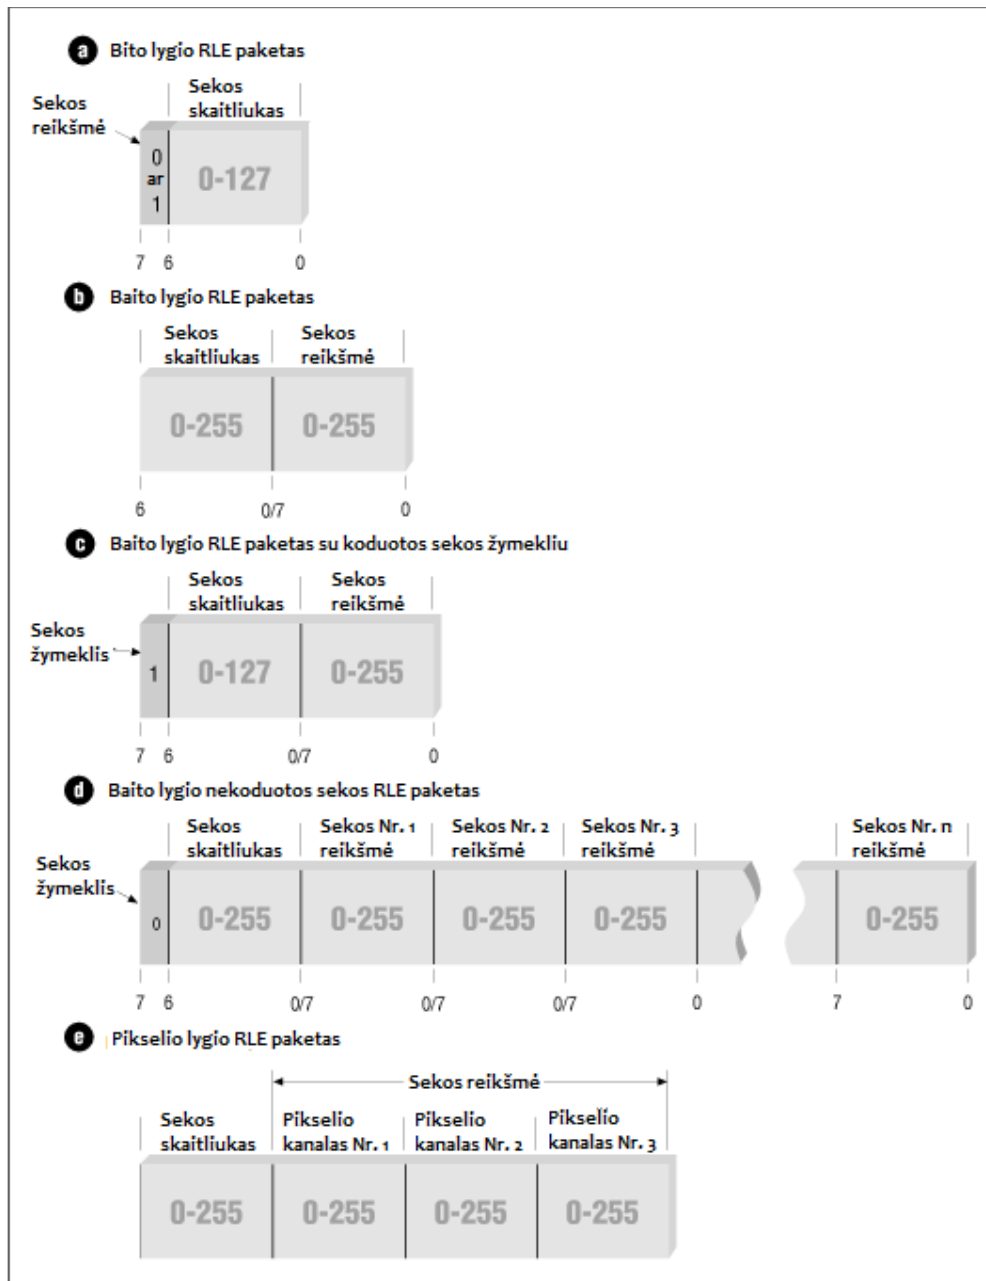 a Bito lygio RLE paketas
Sekos
skaitliukas
Sekos
reikšmė
0
ar
1
0-127
7 6 0
b Baito lygio RLE paketas
Sekos
skaitliukas
Sekos
reikšmė
0-255 0-255
6 0/7 0
c Baito lygio RLE paketas su koduotos sekos žymekliu
Sekos
skaitliukas
Sekos
reikšmė
Sekos
žymeklis
1 0-127 0-255
7 6 0/7 0
d Baito lygio nekoduotos sekos RLE paketas
Sekos
skaitliukas
Sekos Nr. 1
reikšmė
Sekos Nr. 2
reikšmė
Sekos Nr. 3
reikšmė
Sekos Nr. n
reikšmė
Sekos
žymeklis
0 0-255 0-255 0-255 0-255 0-255
7 6 0/7 0/7 0/7 0 7 0
e Pikselio lygio RLE paketas
Sekos reikšmė
Sekos
skaitliukas
Pikselio
kanalas Nr. 1
Pikselio
kanalas Nr. 2
Pikselio
kanalas Nr. 3
0-255 0-255 0-255 0-255